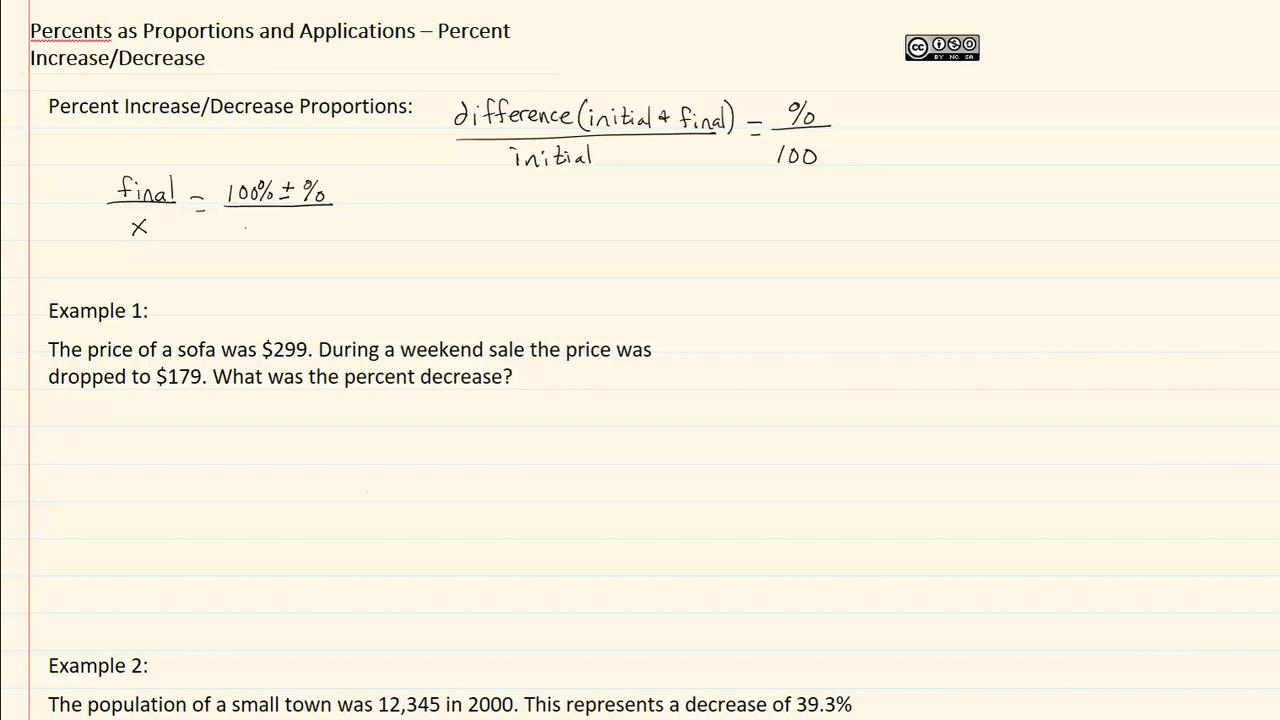 Percents as Proportions and Applications – Percent
Increase/Decrease
cc BY NC SA
Percent Increase/Decrease Proportions:
difference (initial & final) = %
initial 100
final = 100% ± %
x
Example 1:
The price of a sofa was $299. During a weekend sale the price was
dropped to $179. What was the percent decrease?
Example 2:
The population of a small town was 12,345 in 2000. This represents a decrease of 39.3%